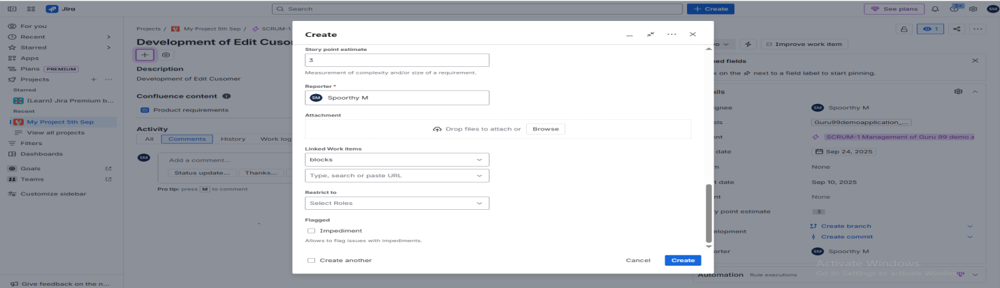 Jira
Search
+ Create
See plans
3+
SM
For you
Recent
Starred
Apps
Plans PREMIUM
Projects
Starred
(Learn) Jira Premium b...
Recent
My Project 5th Sep
View all projects
Filters
Dashboards
Goals
Teams
Customize sidebar
Give feedback on the n...
Projects / My Project 5th Sep / SCRUM-1
Development of Edit Cusor
Description
Development of Edit Cusomer
Confluence content
Product requirements
Activity
All Comments History Work log
SM
Add a comment...
Status update... Thanks...
Pro tip: press M to comment
Create
Story point estimate
3
Measurement of complexity and/or size of a requirement.
Reporter *
SM Spoorthy M
Attachment
Drop files to attach or Browse
Linked Work items
blocks
Type, search or paste URL
Restrict to
Select Roles
Flagged
Impediment
Allows to flag issues with impediments.
Create another
Cancel Create
1
Improve work item
ed fields
on the next to a field label to start pinning.
ails
gnee SM Spoorthy M
els Guru99demoapplication_...
nt SCRUM-1 Management of Guru 99 demo a
date Sep 24, 2025
m None
t date Sep 10, 2025
nt None
y point estimate 3
elopment Create branch
Create commit
orter SM Spoorthy M
Automation Rule executions
Activate Windows
Go to Settings to activate Windo